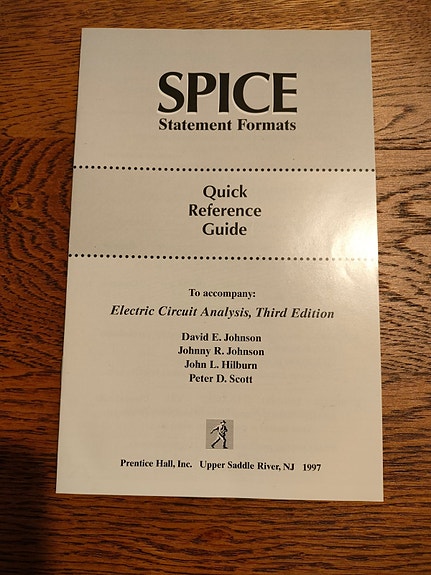 SPICE
Statement Formats
Quick
Reference
Guide
To accompany:
Electric Circuit Analysis, Third Edition
David E. Johnson
Johnny R. Johnson
John L. Hilburn
Peter D. Scott
Prentice Hall, Inc. Upper Saddle River, NJ 1997